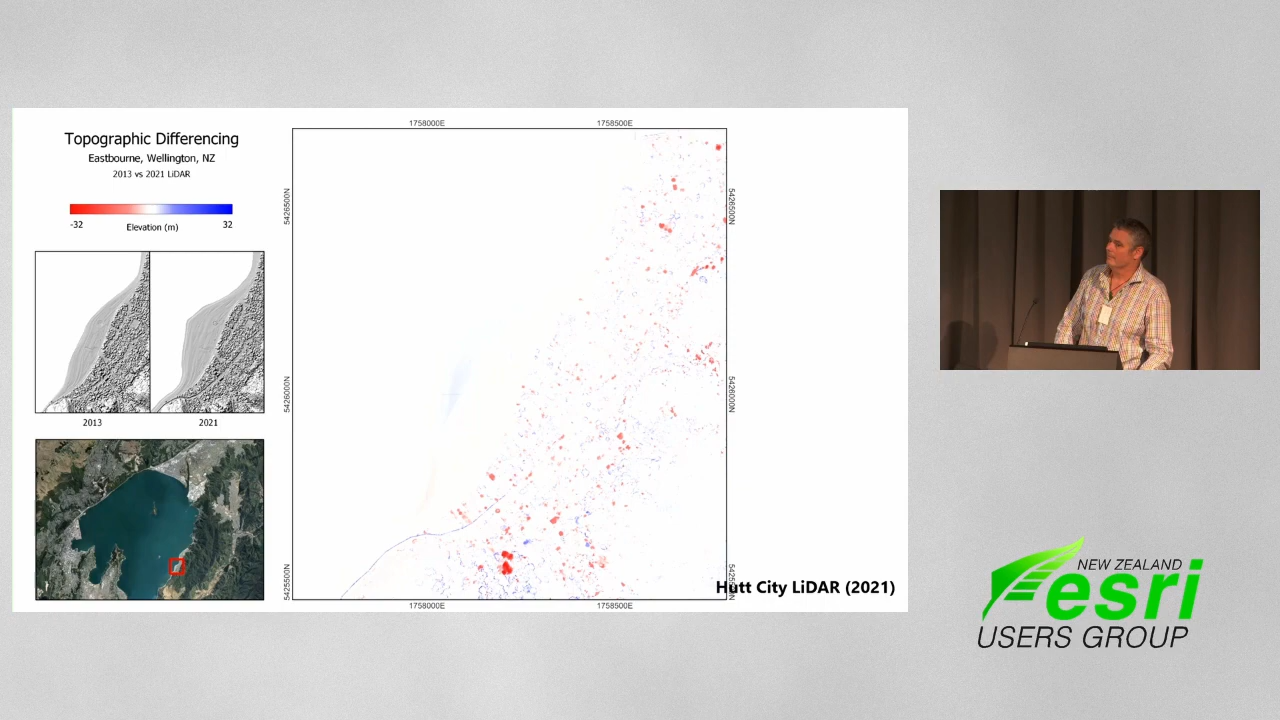 Topographic Differencing
Eastbourne, Wellington, NZ
2013 vs 2021 LiDAR
-32
Elevation (m)
32
2013
2021
1758000E
1758500E
5426500N
5426000N
5425500N
5426500N
5426000N
1758000E
1758500E
Hutt City LiDAR (2021)
NEW ZEALAND
esri
USERS GROUP